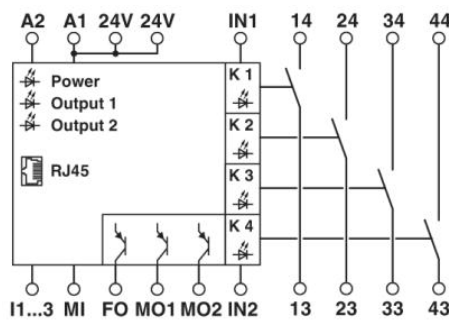 A2 A1 24V 24V IN1 14 24 34 44
Power
Output 1
Output 2
RJ45
K 1
K 2
K 3
K 4
I1...3 MI FO MO1 MO2 IN2 13 23 33 43